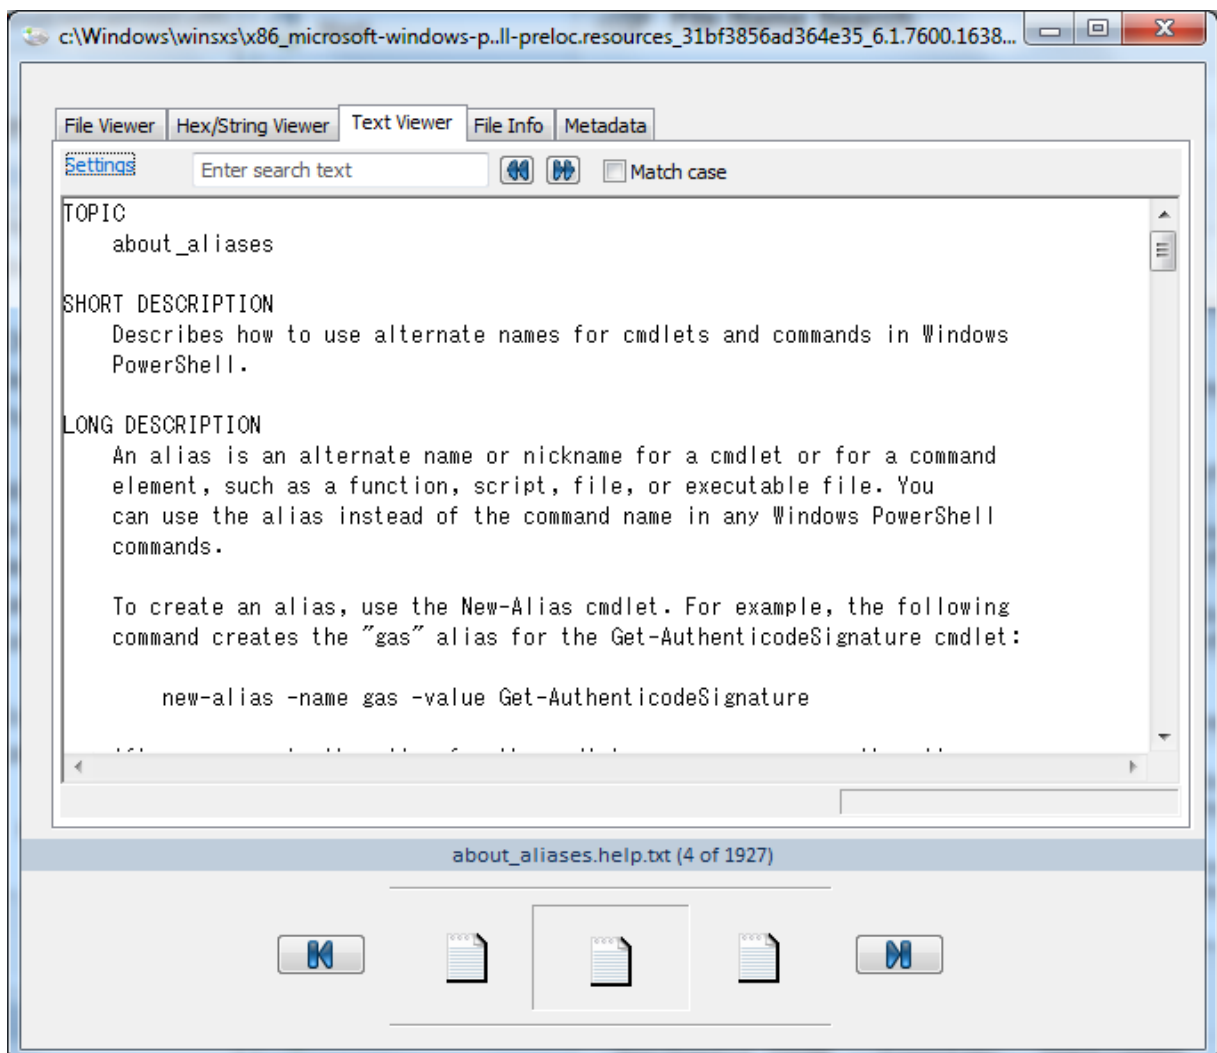 c:\Windows\winsxs\x86_microsoft-windows-p..ll-preloc.resources_31bf3856ad364e35_6.1.7600.1638...
File Viewer
Hex/String Viewer
Text Viewer
File Info
Metadata
Settings
Enter search text
Match case
TOPIC
about_aliases
SHORT DESCRIPTION
Describes how to use alternate names for cmdlets and commands in Windows
PowerShell.
LONG DESCRIPTION
An alias is an alternate name or nickname for a cmdlet or for a command
element, such as a function, script, file, or executable file. You
can use the alias instead of the command name in any Windows PowerShell
commands.
To create an alias, use the New-Alias cmdlet. For example, the following
command creates the "gas" alias for the Get-AuthenticodeSignature cmdlet:
new-alias -name gas -value Get-AuthenticodeSignature
about_aliases.help.txt (4 of 1927)